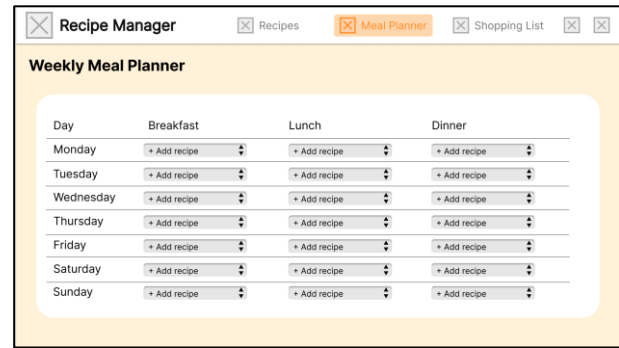 Recipe Manager Recipes Meal Planner Shopping List
Weekly Meal Planner
Day Breakfast Lunch Dinner
Monday + Add recipe + Add recipe + Add recipe
Tuesday + Add recipe + Add recipe + Add recipe
Wednesday + Add recipe + Add recipe + Add recipe
Thursday + Add recipe + Add recipe + Add recipe
Friday + Add recipe + Add recipe + Add recipe
Saturday + Add recipe + Add recipe + Add recipe
Sunday + Add recipe + Add recipe + Add recipe